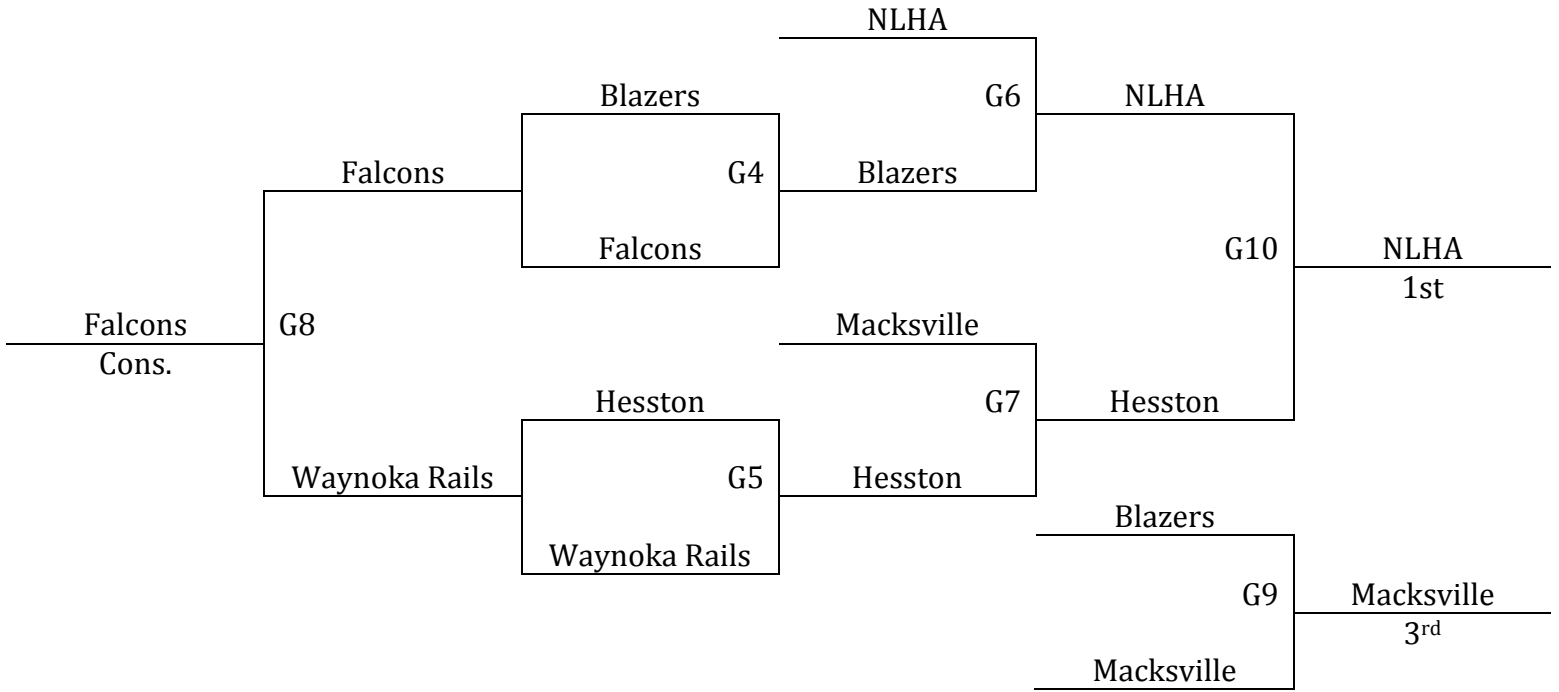 NLHA
Blazers
G6
NLHA
Falcons
G4
Blazers
Falcons
G10
NLHA
1st
Falcons
G8
Macksville
Cons.
Hesston
G7
Hesston
Waynoka Rails
G5
Hesston
Blazers
Waynoka Rails
G9
Macksville
3rd
Macksville